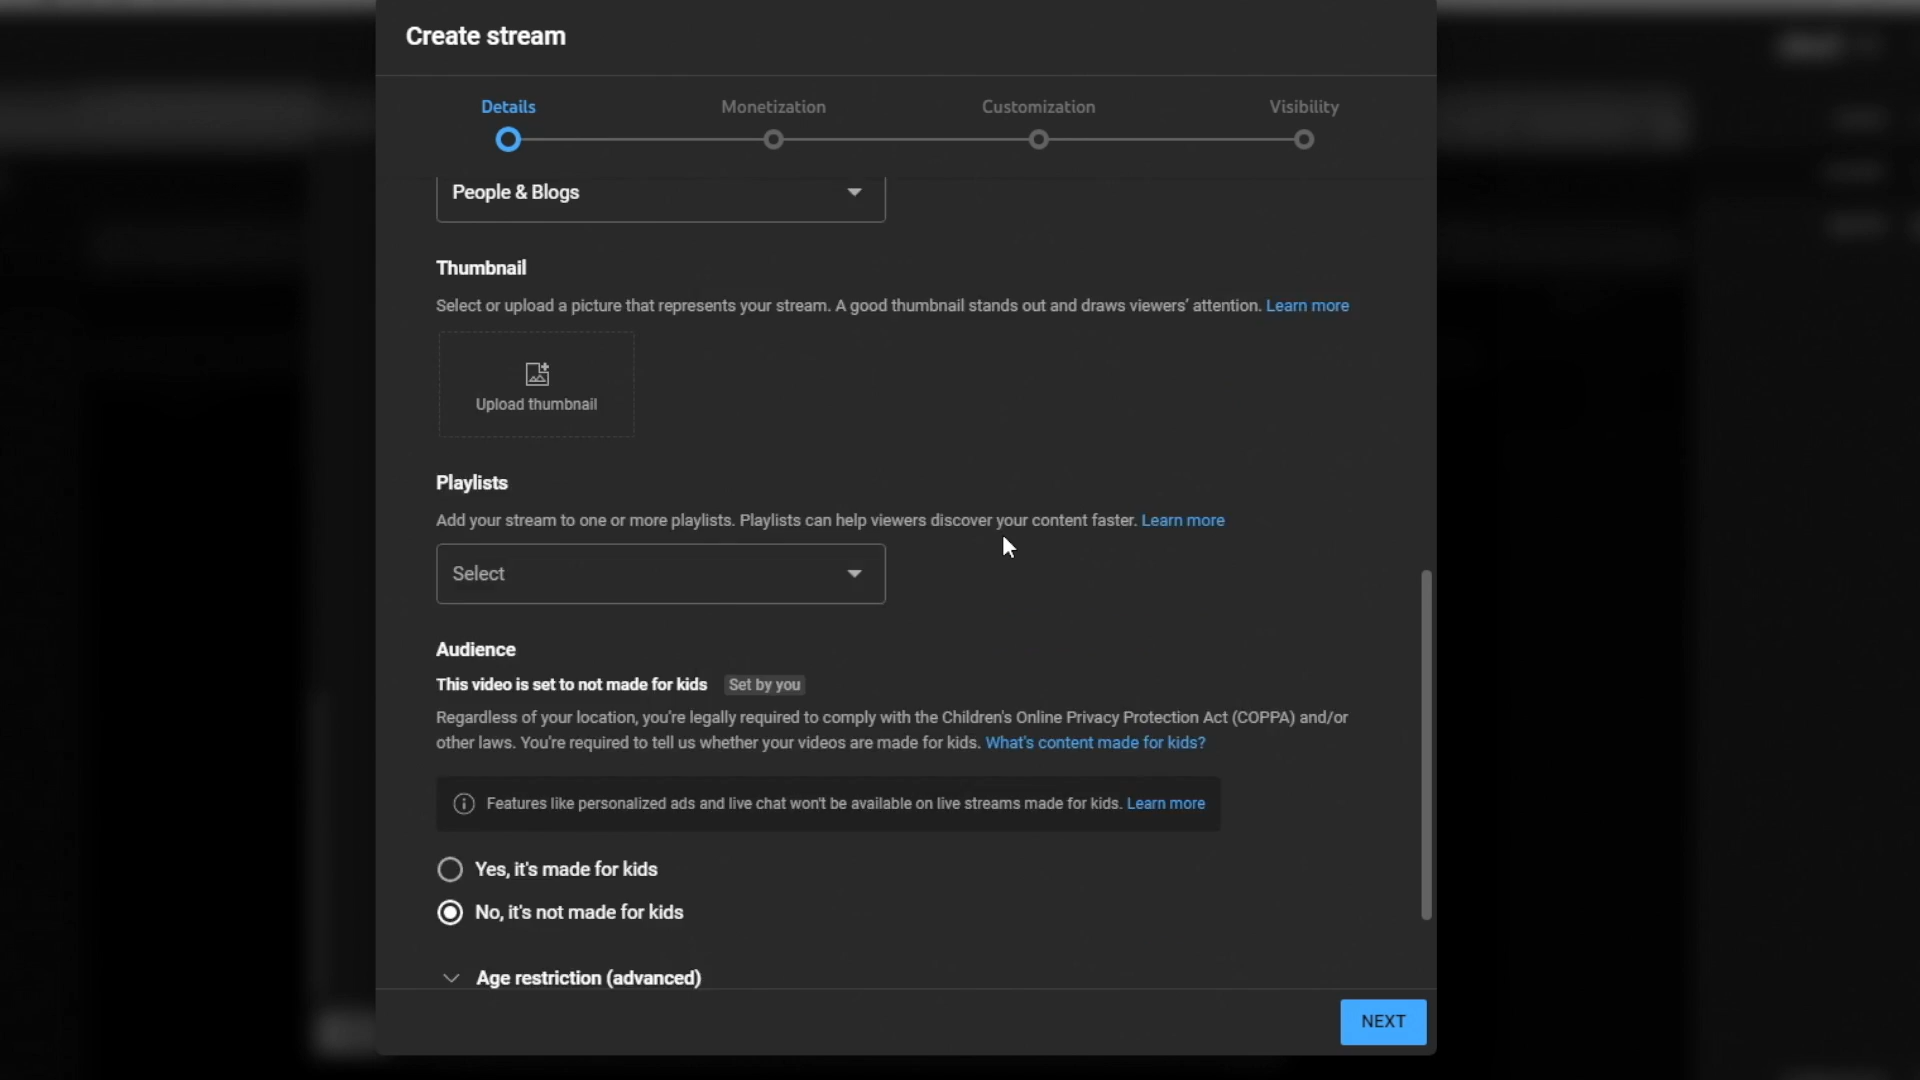 Create stream
Details
Monetization
Customization
Visibility
People & Blogs
Thumbnail
Select or upload a picture that represents your stream. A good thumbnail stands out and draws viewers' attention. Learn more
Upload thumbnail
Playlists
Add your stream to one or more playlists. Playlists can help viewers discover your content faster. Learn more
Select
Audience
This video is set to not made for kids Set by you
Regardless of your location, you're legally required to comply with the Children's Online Privacy Protection Act (COPPA) and/or
other laws. You're required to tell us whether your videos are made for kids. What's content made for kids?
Features like personalized ads and live chat won't be available on live streams made for kids. Learn more
Yes, it's made for kids
No, it's not made for kids
Age restriction (advanced)
NEXT